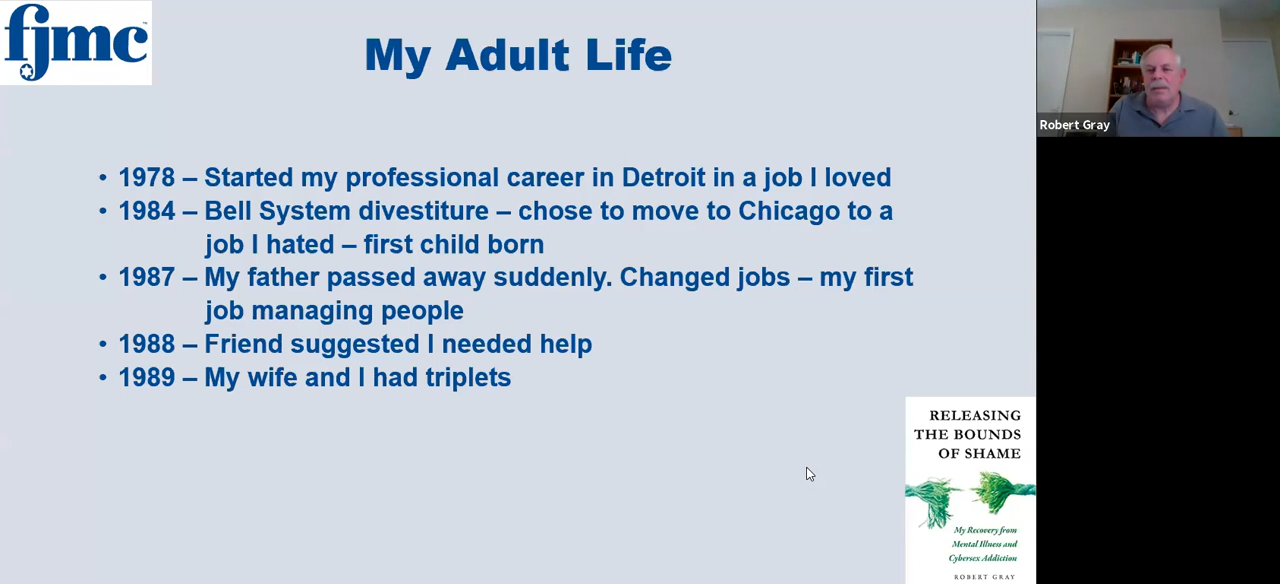 fjmc
My Adult Life
• 1978 – Started my professional career in Detroit in a job I loved
• 1984 – Bell System divestiture – chose to move to Chicago to a
job I hated – first child born
• 1987 – My father passed away suddenly. Changed jobs – my first
job managing people
• 1988 – Friend suggested I needed help
• 1989 – My wife and I had triplets
Robert Gray
RELEASING
THE BOUNDS
OF SHAME
My Recovery from
Mental Illness and
Cybersex Addiction
ROBERT GRAY